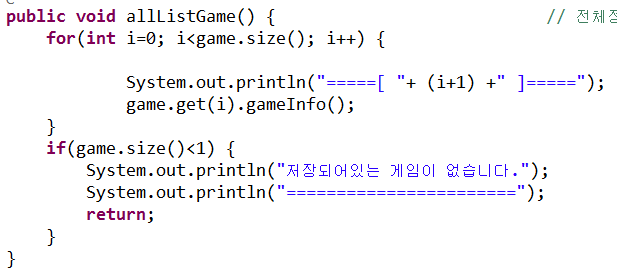 public void allListGame() { // 전체
for(int i=0; i<game.size(); i++) {
System.out.println("=====[ "+ (i+1) +" ]=====");
game.get(i).gameInfo();
}
if(game.size()<1) {
System.out.println("저장되어있는 게임이 없습니다.");
System.out.println("=======================");
return;
}
}